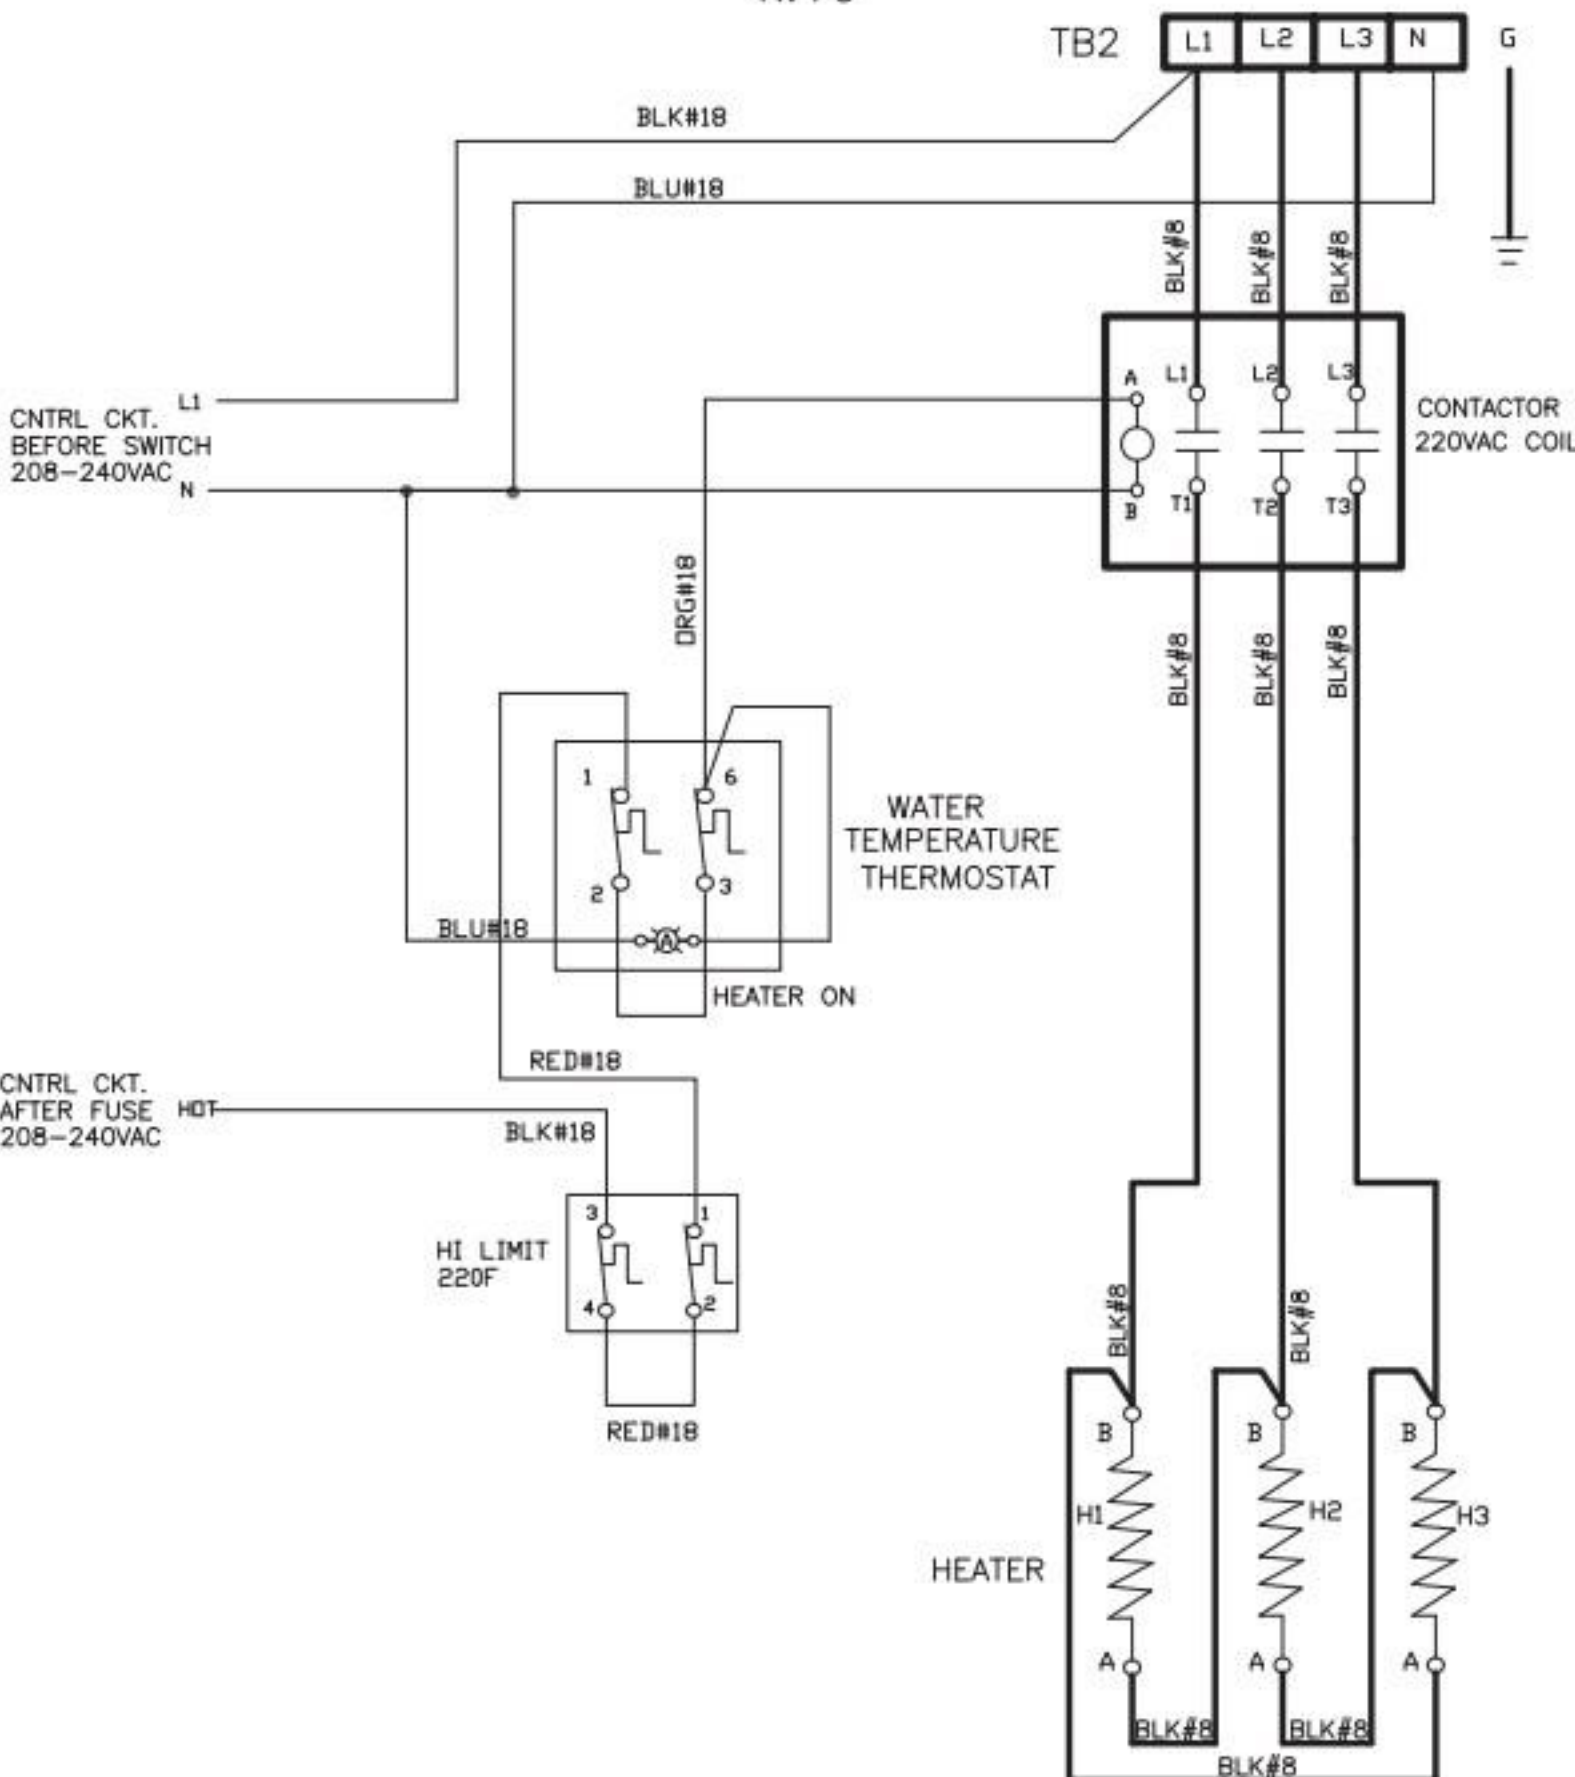 TB2
L1
L2
L3
N
G
BLK#18
BLU#18
BLK#8
BLK#8
BLK#8
L1
CNTRL CKT.
BEFORE SWITCH
208-240VAC
N
A
L1
L2
L3
CONTACTOR
220VAC COIL
B
T1
T2
T3
ORG#18
BLK#8
BLK#8
BLK#8
1
6
WATER
TEMPERATURE
THERMOSTAT
2
3
BLU#18
A
HEATER ON
RED#18
CNTRL CKT.
AFTER FUSE HOT
208-240VAC
BLK#18
3
1
HI LIMIT
220F
4
2
RED#18
BLK#8
BLK#8
B
B
B
H1
H2
H3
HEATER
A
A
A
BLK#8
BLK#8
BLK#8